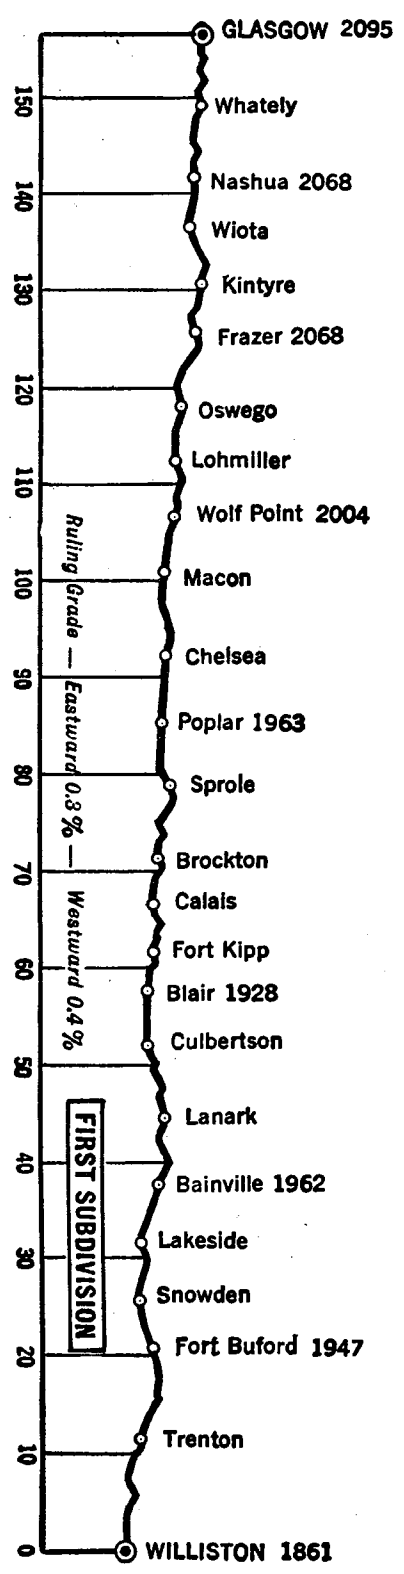 GLASGOW 2095
150
Whately
Nashua 2068
140
Wiota
Kintyre
130
Frazer 2068
120
Oswego
Lohmiller
110
Wolf Point 2004
Macon
100
Chelsea
90
Poplar 1963
80
Sprole
Brockton
70
Calais
Fort Kipp
60
Blair 1928
Culbertson
50
Lanark
40
Bainville 1962
Lakeside
30
Snowden
Fort Buford 1947
20
Trenton
10
0
WILLISTON 1861
Ruling Grade — Eastward 0.3% — Westward 0.4%
FIRST SUBDIVISION